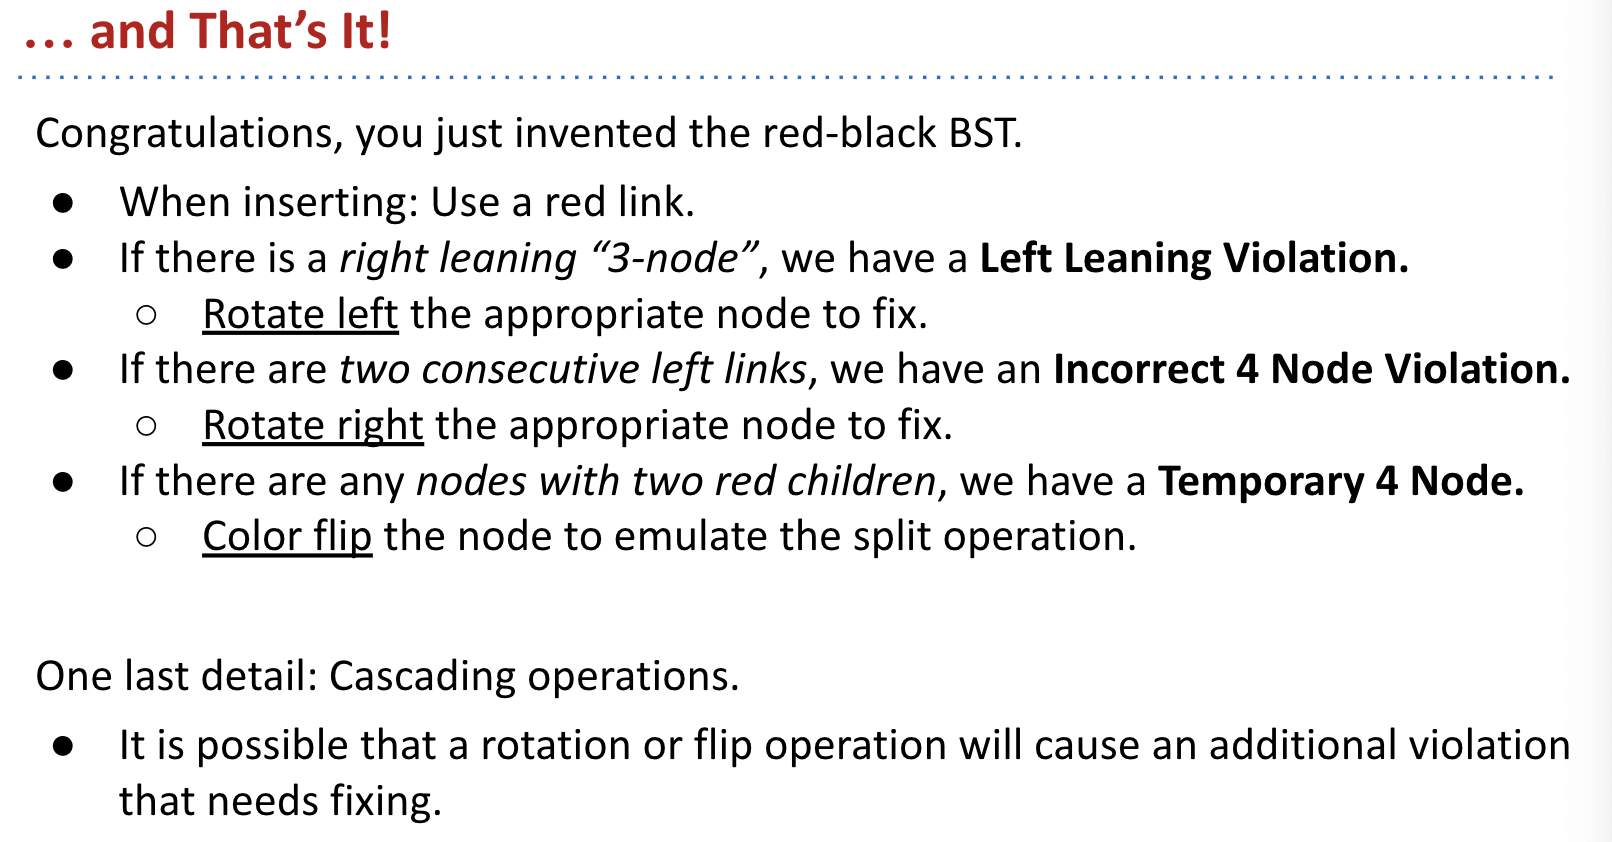 ... and That’s It!
Congratulations, you just invented the red-black BST.
● When inserting: Use a red link.
● If there is a right leaning “3-node”, we have a Left Leaning Violation.
○ Rotate left the appropriate node to fix.
● If there are two consecutive left links, we have an Incorrect 4 Node Violation.
○ Rotate right the appropriate node to fix.
● If there are any nodes with two red children, we have a Temporary 4 Node.
○ Color flip the node to emulate the split operation.
One last detail: Cascading operations.
● It is possible that a rotation or flip operation will cause an additional violation
that needs fixing.